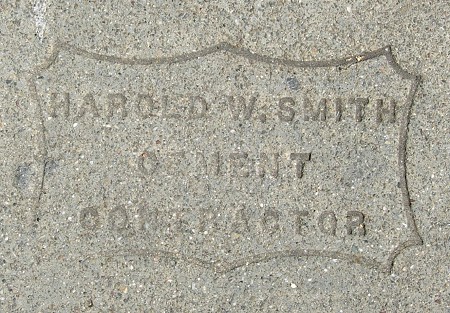 HAROLD W. SMITH
CEMENT
CONTRACTOR